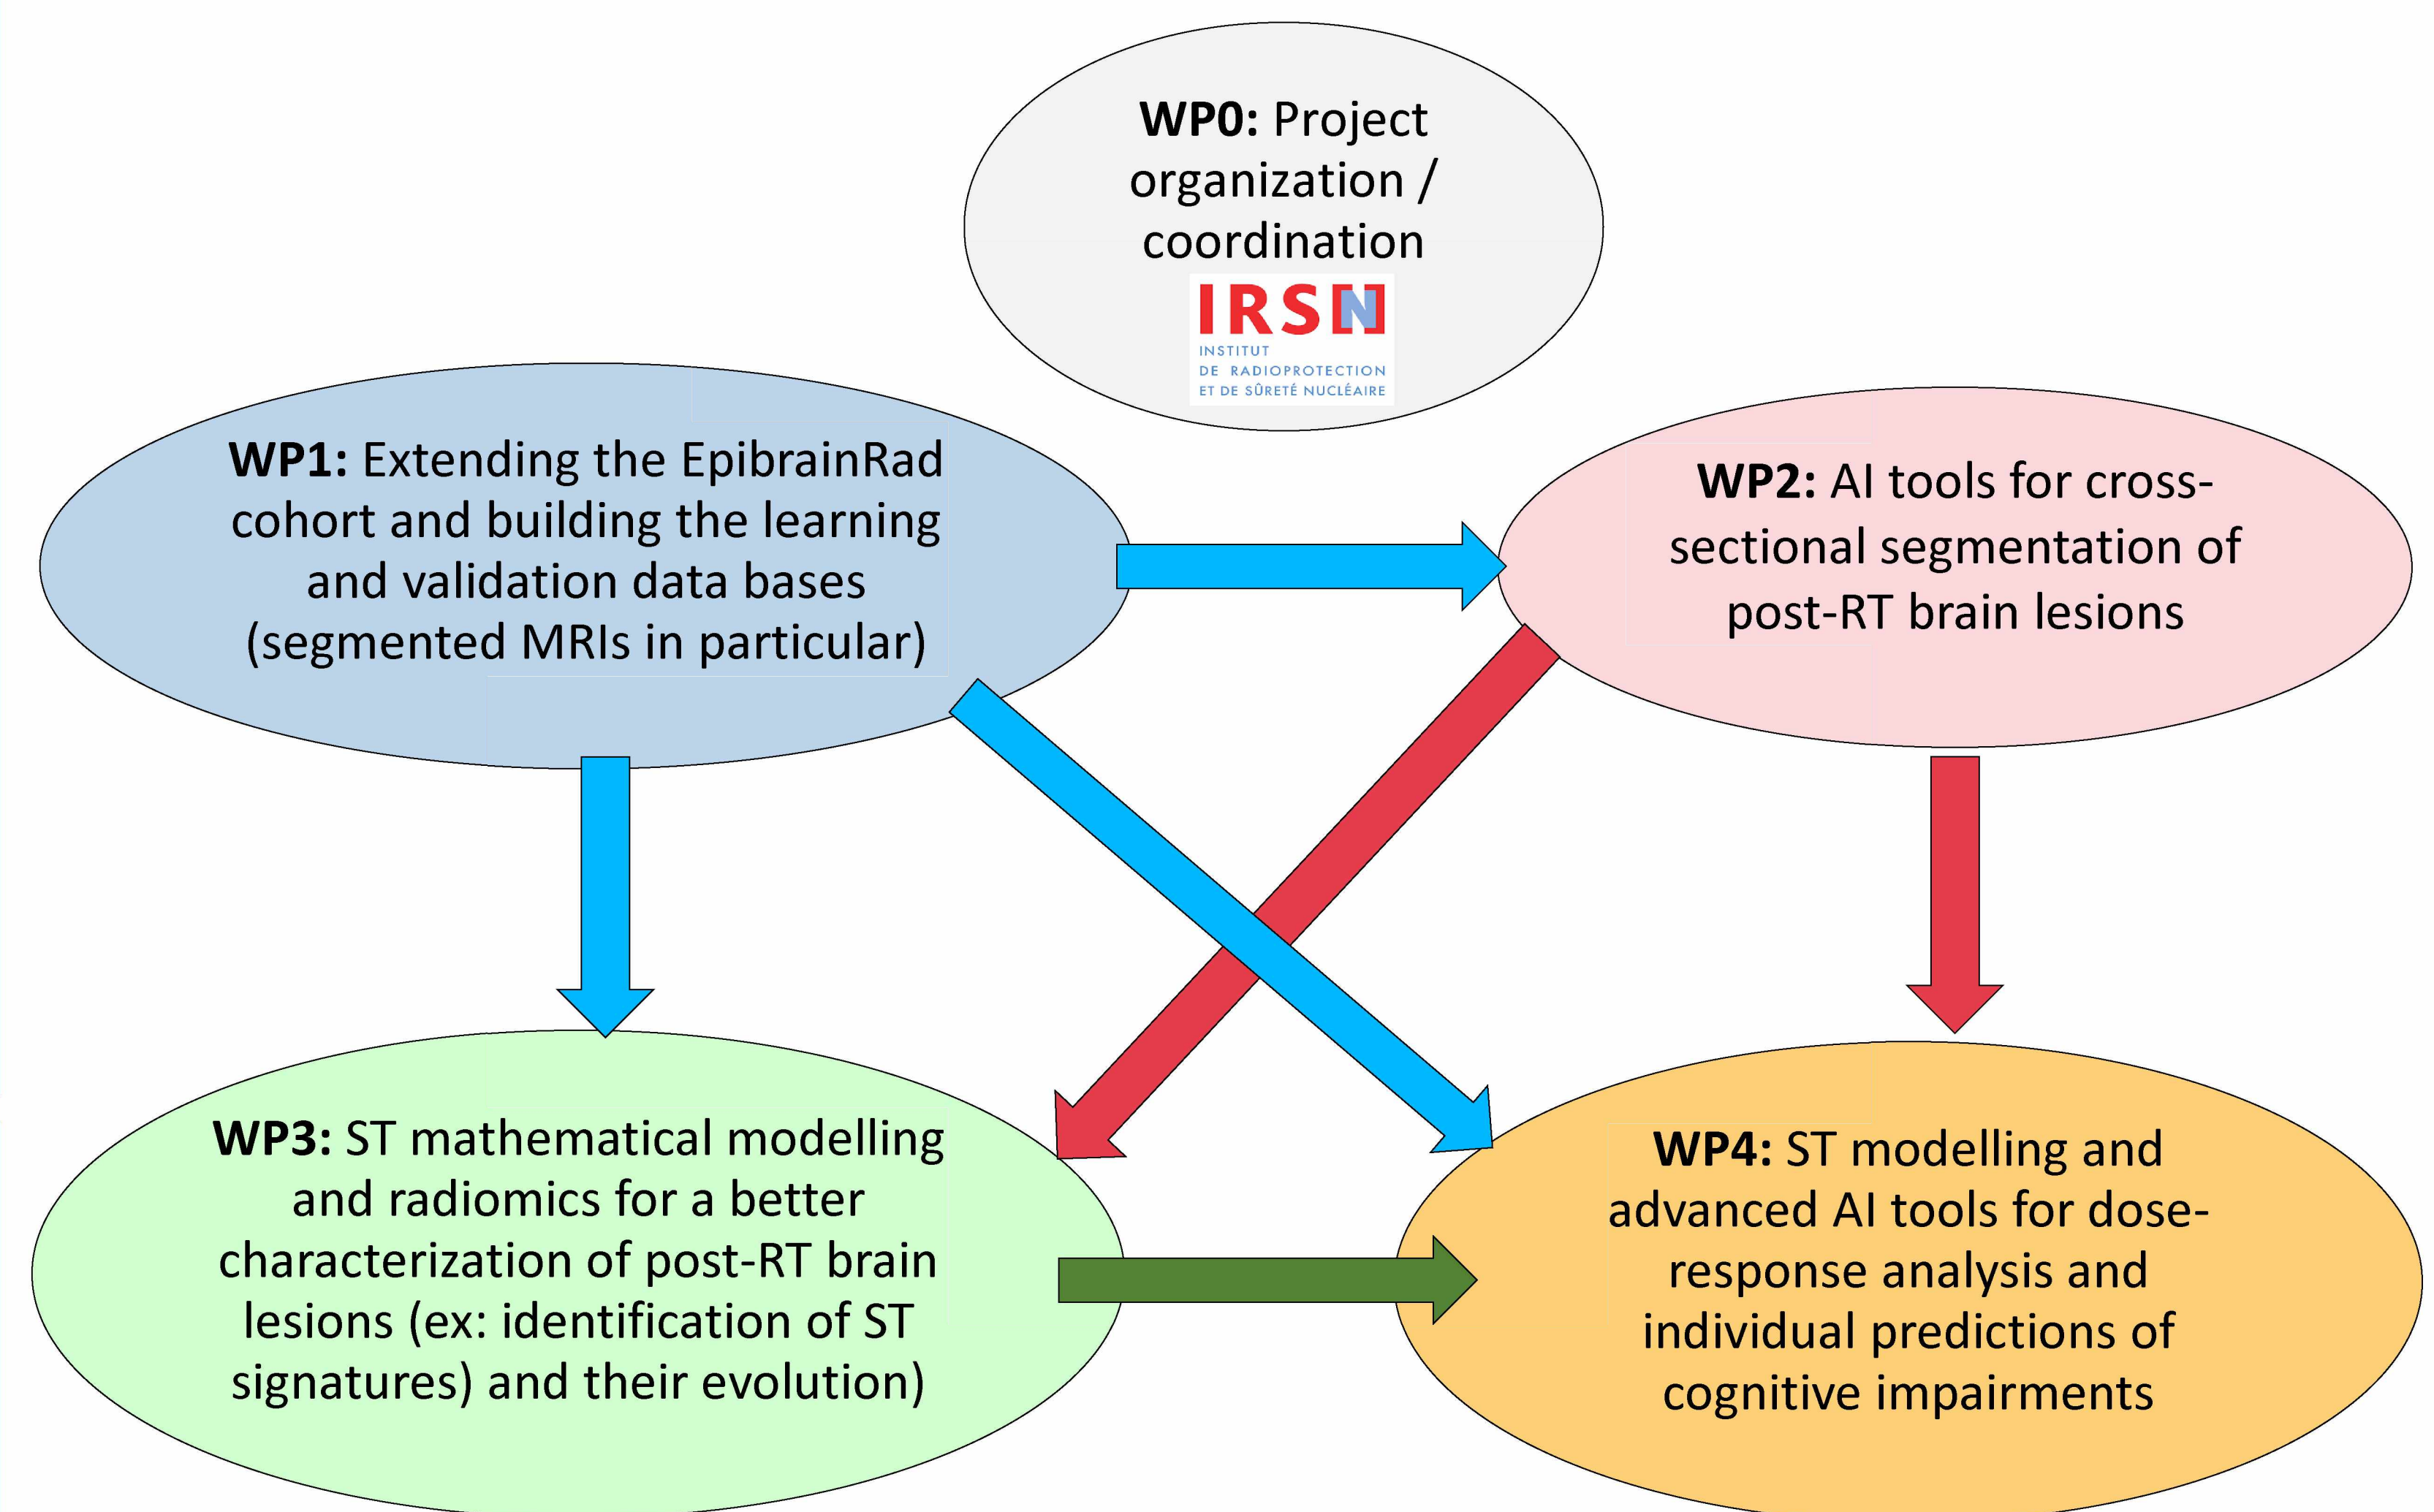 WP0: Project
organization /
coordination
IRSN
INSTITUT
DE RADIOPROTECTION
ET DE SÛRETÉ NUCLÉAIRE
WP1: Extending the EpibrainRad
cohort and building the learning
and validation data bases
(segmented MRIs in particular)
WP2: AI tools for cross-
sectional segmentation of
post-RT brain lesions
WP3: ST mathematical modelling
and radiomics for a better
characterization of post-RT brain
lesions (ex: identification of ST
signatures) and their evolution)
WP4: ST modelling and
advanced AI tools for dose-
response analysis and
individual predictions of
cognitive impairments